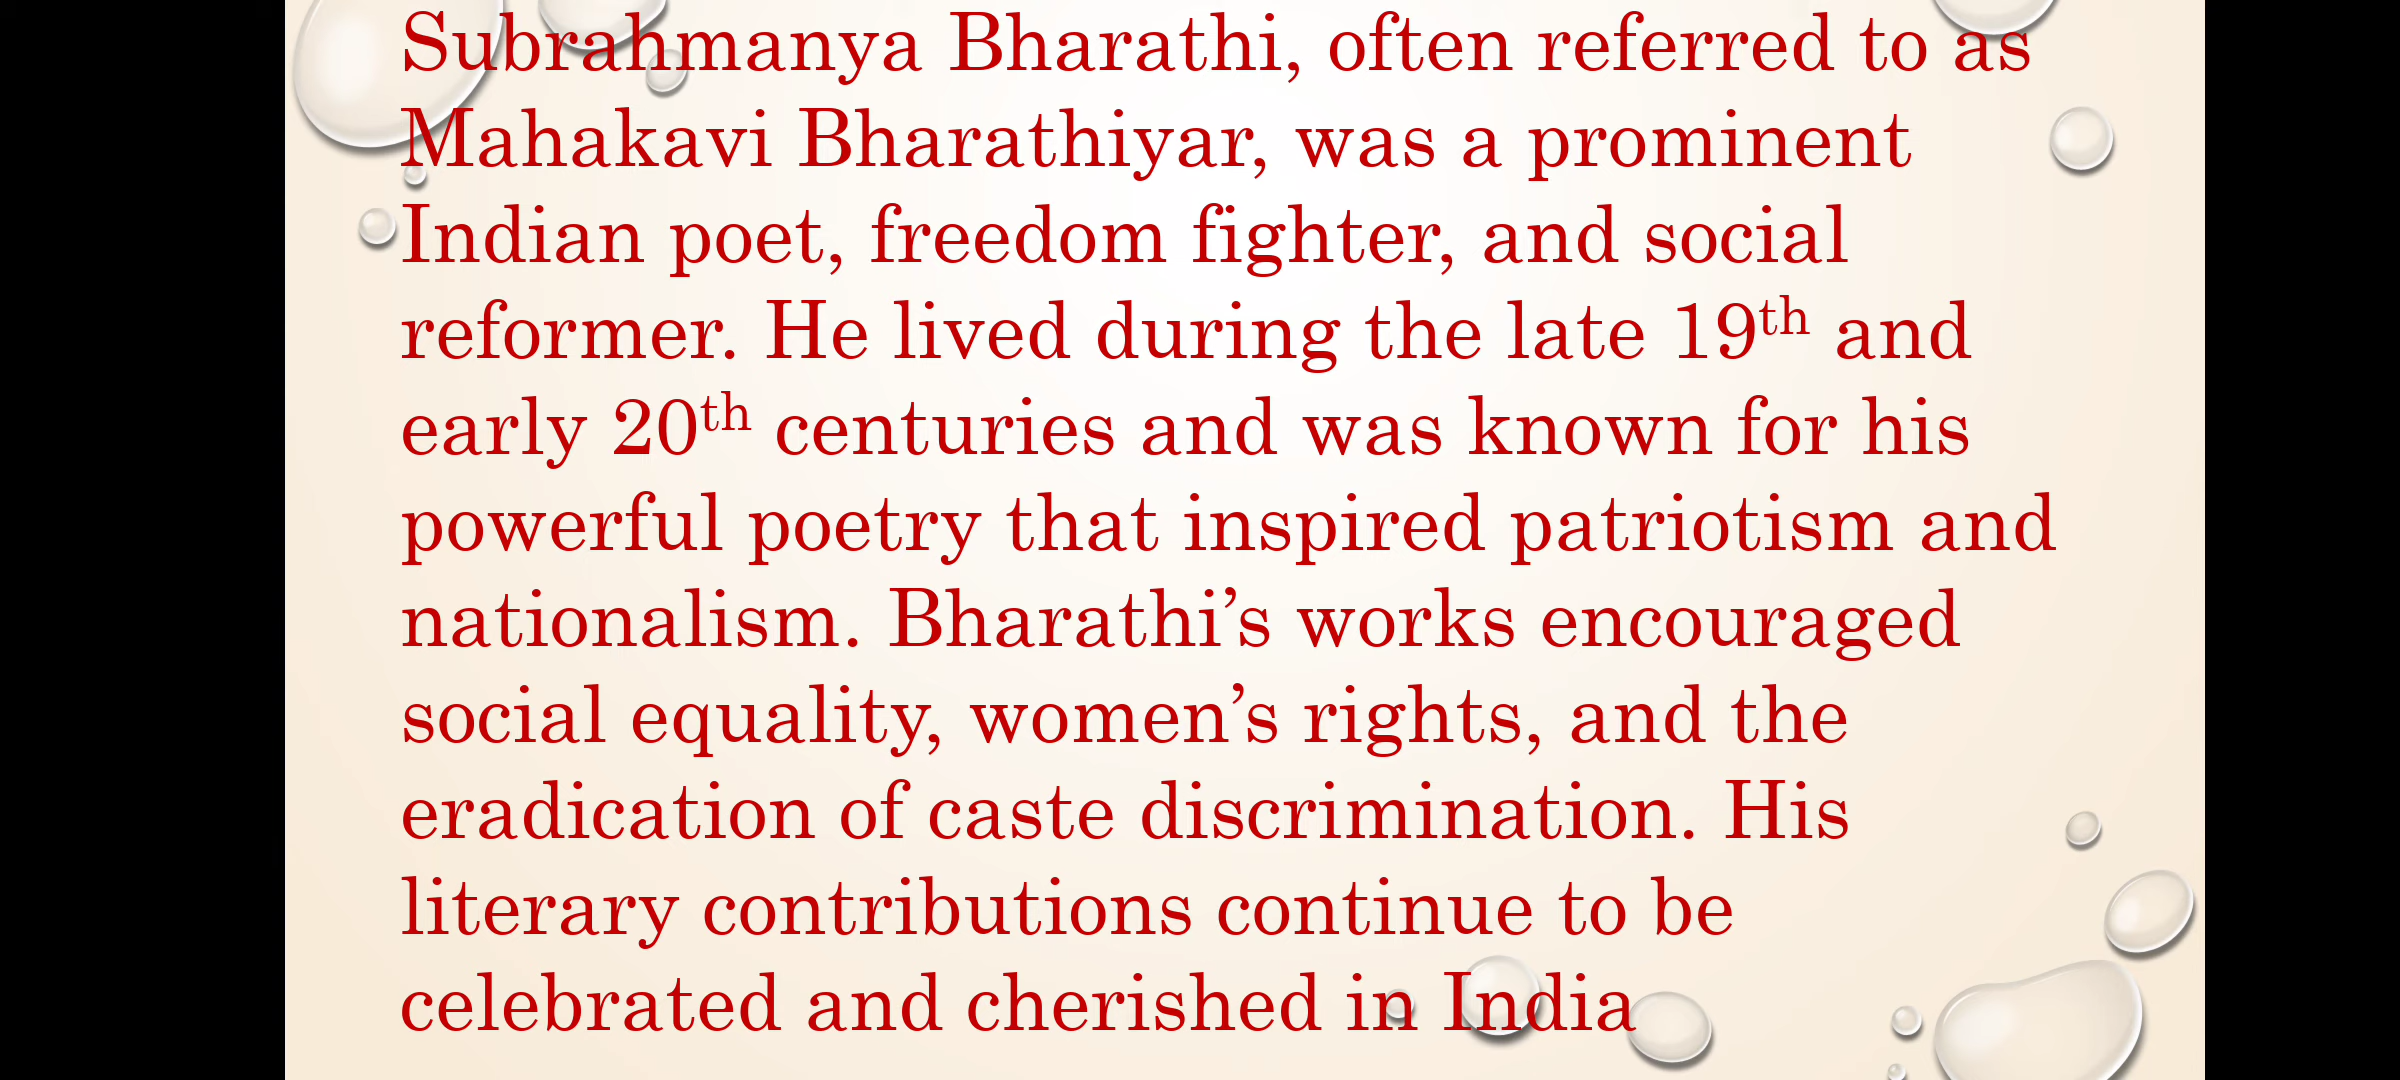 Subrahmanya Bharathi, often referred to as
Mahakavi Bharathiyar, was a prominent
Indian poet, freedom fighter, and social
reformer. He lived during the late 19th and
early 20th centuries and was known for his
powerful poetry that inspired patriotism and
nationalism. Bharathi’s works encouraged
social equality, women’s rights, and the
eradication of caste discrimination. His
literary contributions continue to be
celebrated and cherished in India